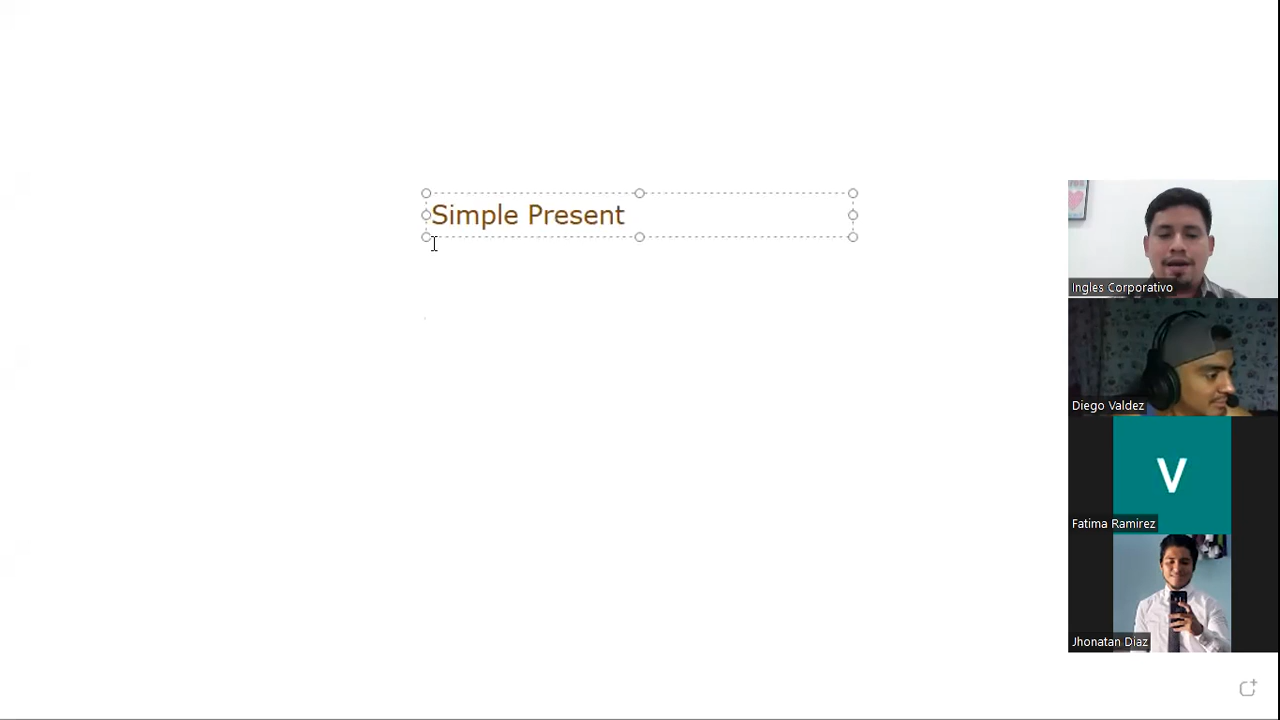 Simple Present
Ingles Corporativo
Diego Valdez
V
Fatima Ramirez
Jhonatan Diaz